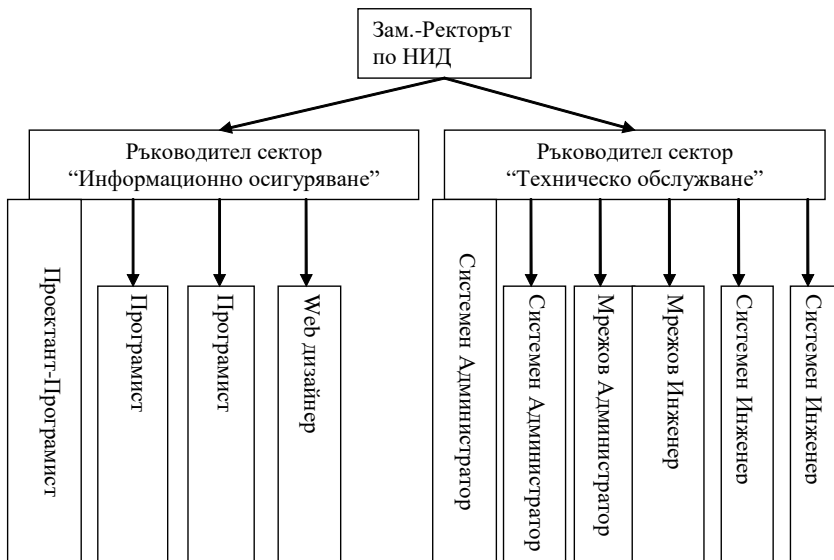 Зам.-Ректорът
по НИД
Ръководител сектор
“Информационно осигуряване”
Ръководител сектор
“Техническо обслужване”
Проектант-Програмист
Програмист
Програмист
Web дизайнер
Системен Администратор
Системен Администратор
Мрежов Администратор
Мрежов Инженер
Системен Инженер
Системен Инженер